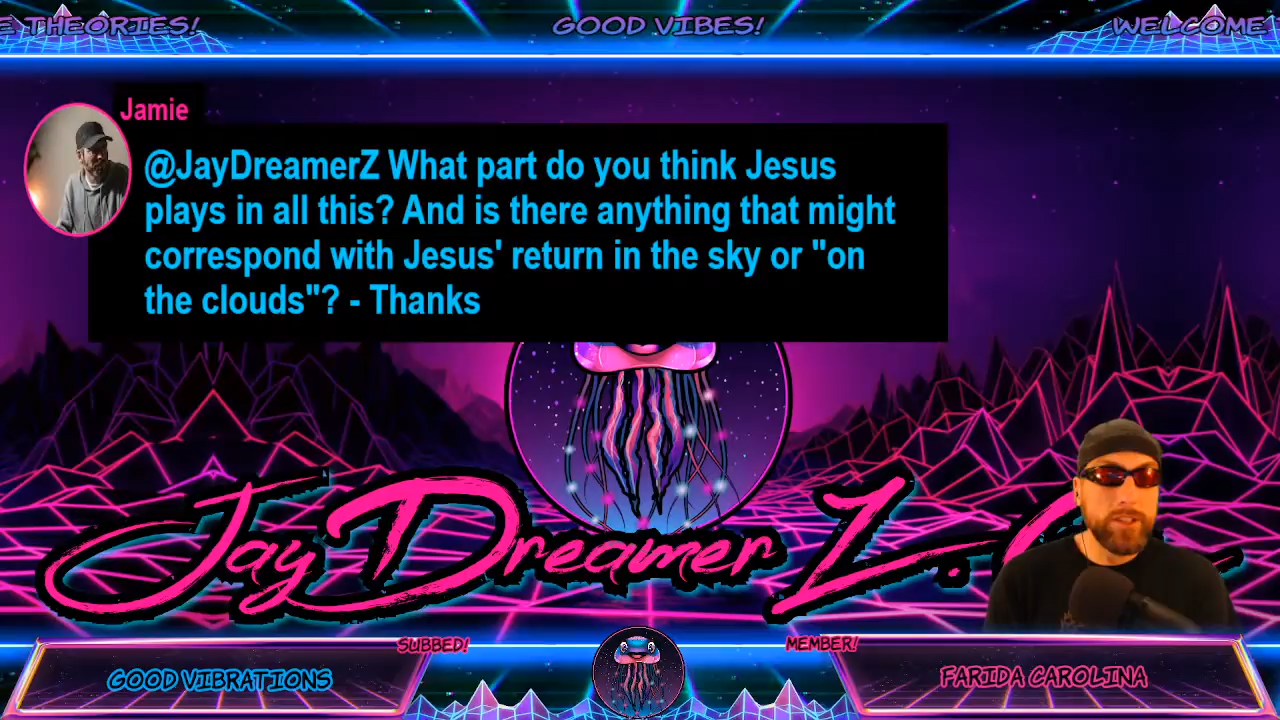 E THEORIES! GOOD VIBES! WELCOME
Jamie
@JayDreamerZ What part do you think Jesus
plays in all this? And is there anything that might
correspond with Jesus' return in the sky or "on
the clouds"? - Thanks
Jay Dreamer Z.
SUBBED! MEMBER!
GOOD VIBRATIONS FARIDA CAROLINA